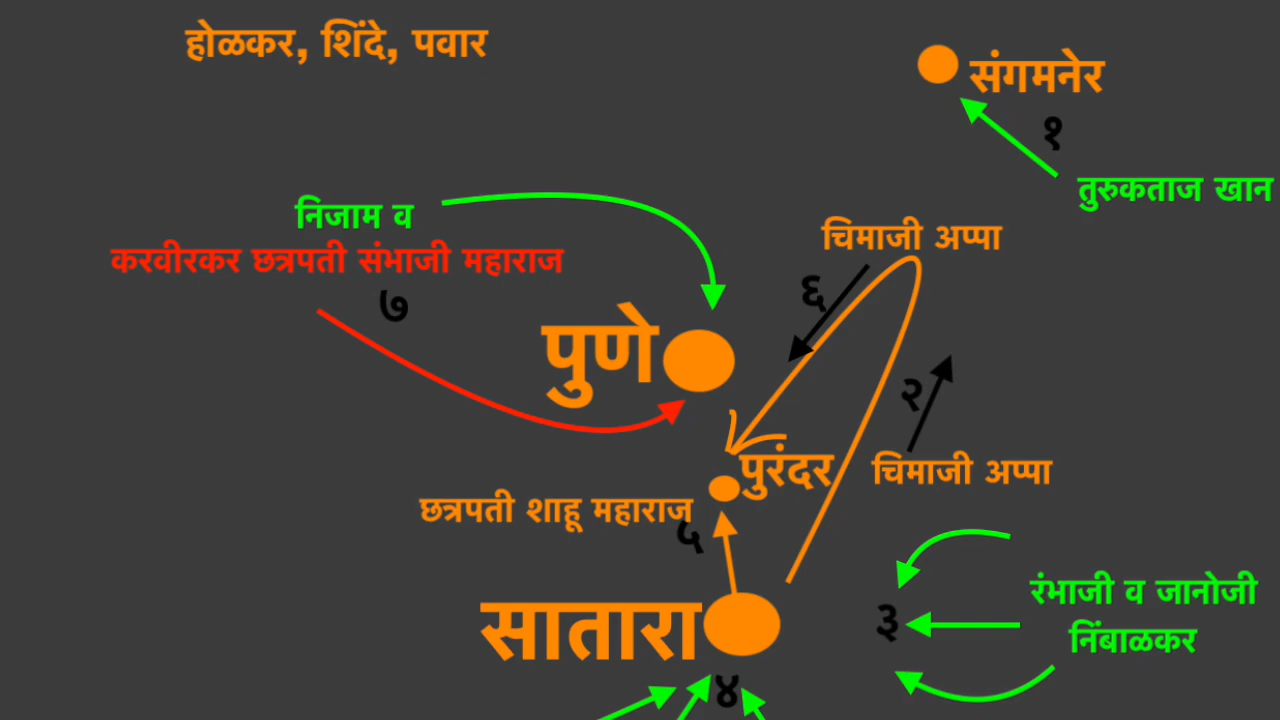 होळकर, शिंदे, पवार
संगमनेर
१
तुरुकताज खान
निजाम व
करवीरकर छत्रपती संभाजी महाराज
७
चिमाजी अप्पा
६
पुणे
२
पुरंदर
चिमाजी अप्पा
छत्रपती शाहू महाराज
५
सातारा
३
रंभाजी व जानोजी
निंबाळकर
४